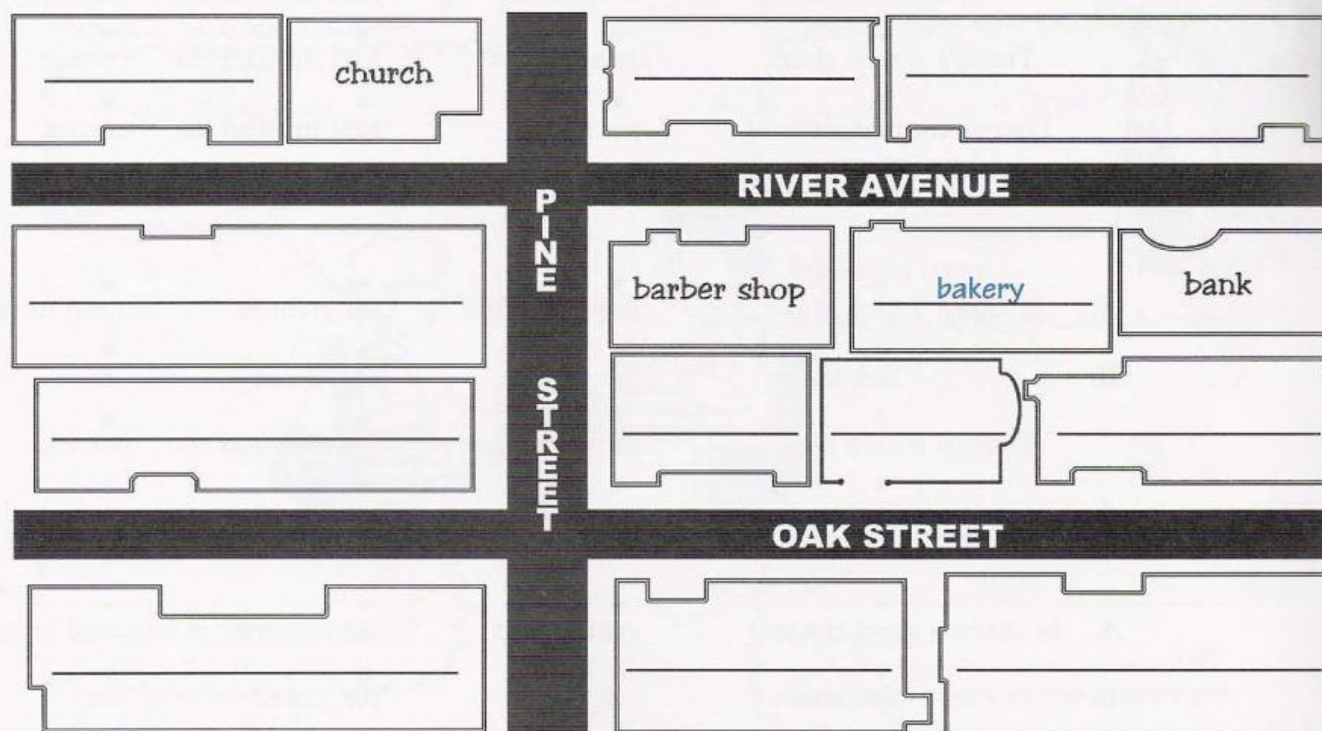 church
RIVER AVENUE
PINE STREET
barber shop
bakery
bank
OAK STREET